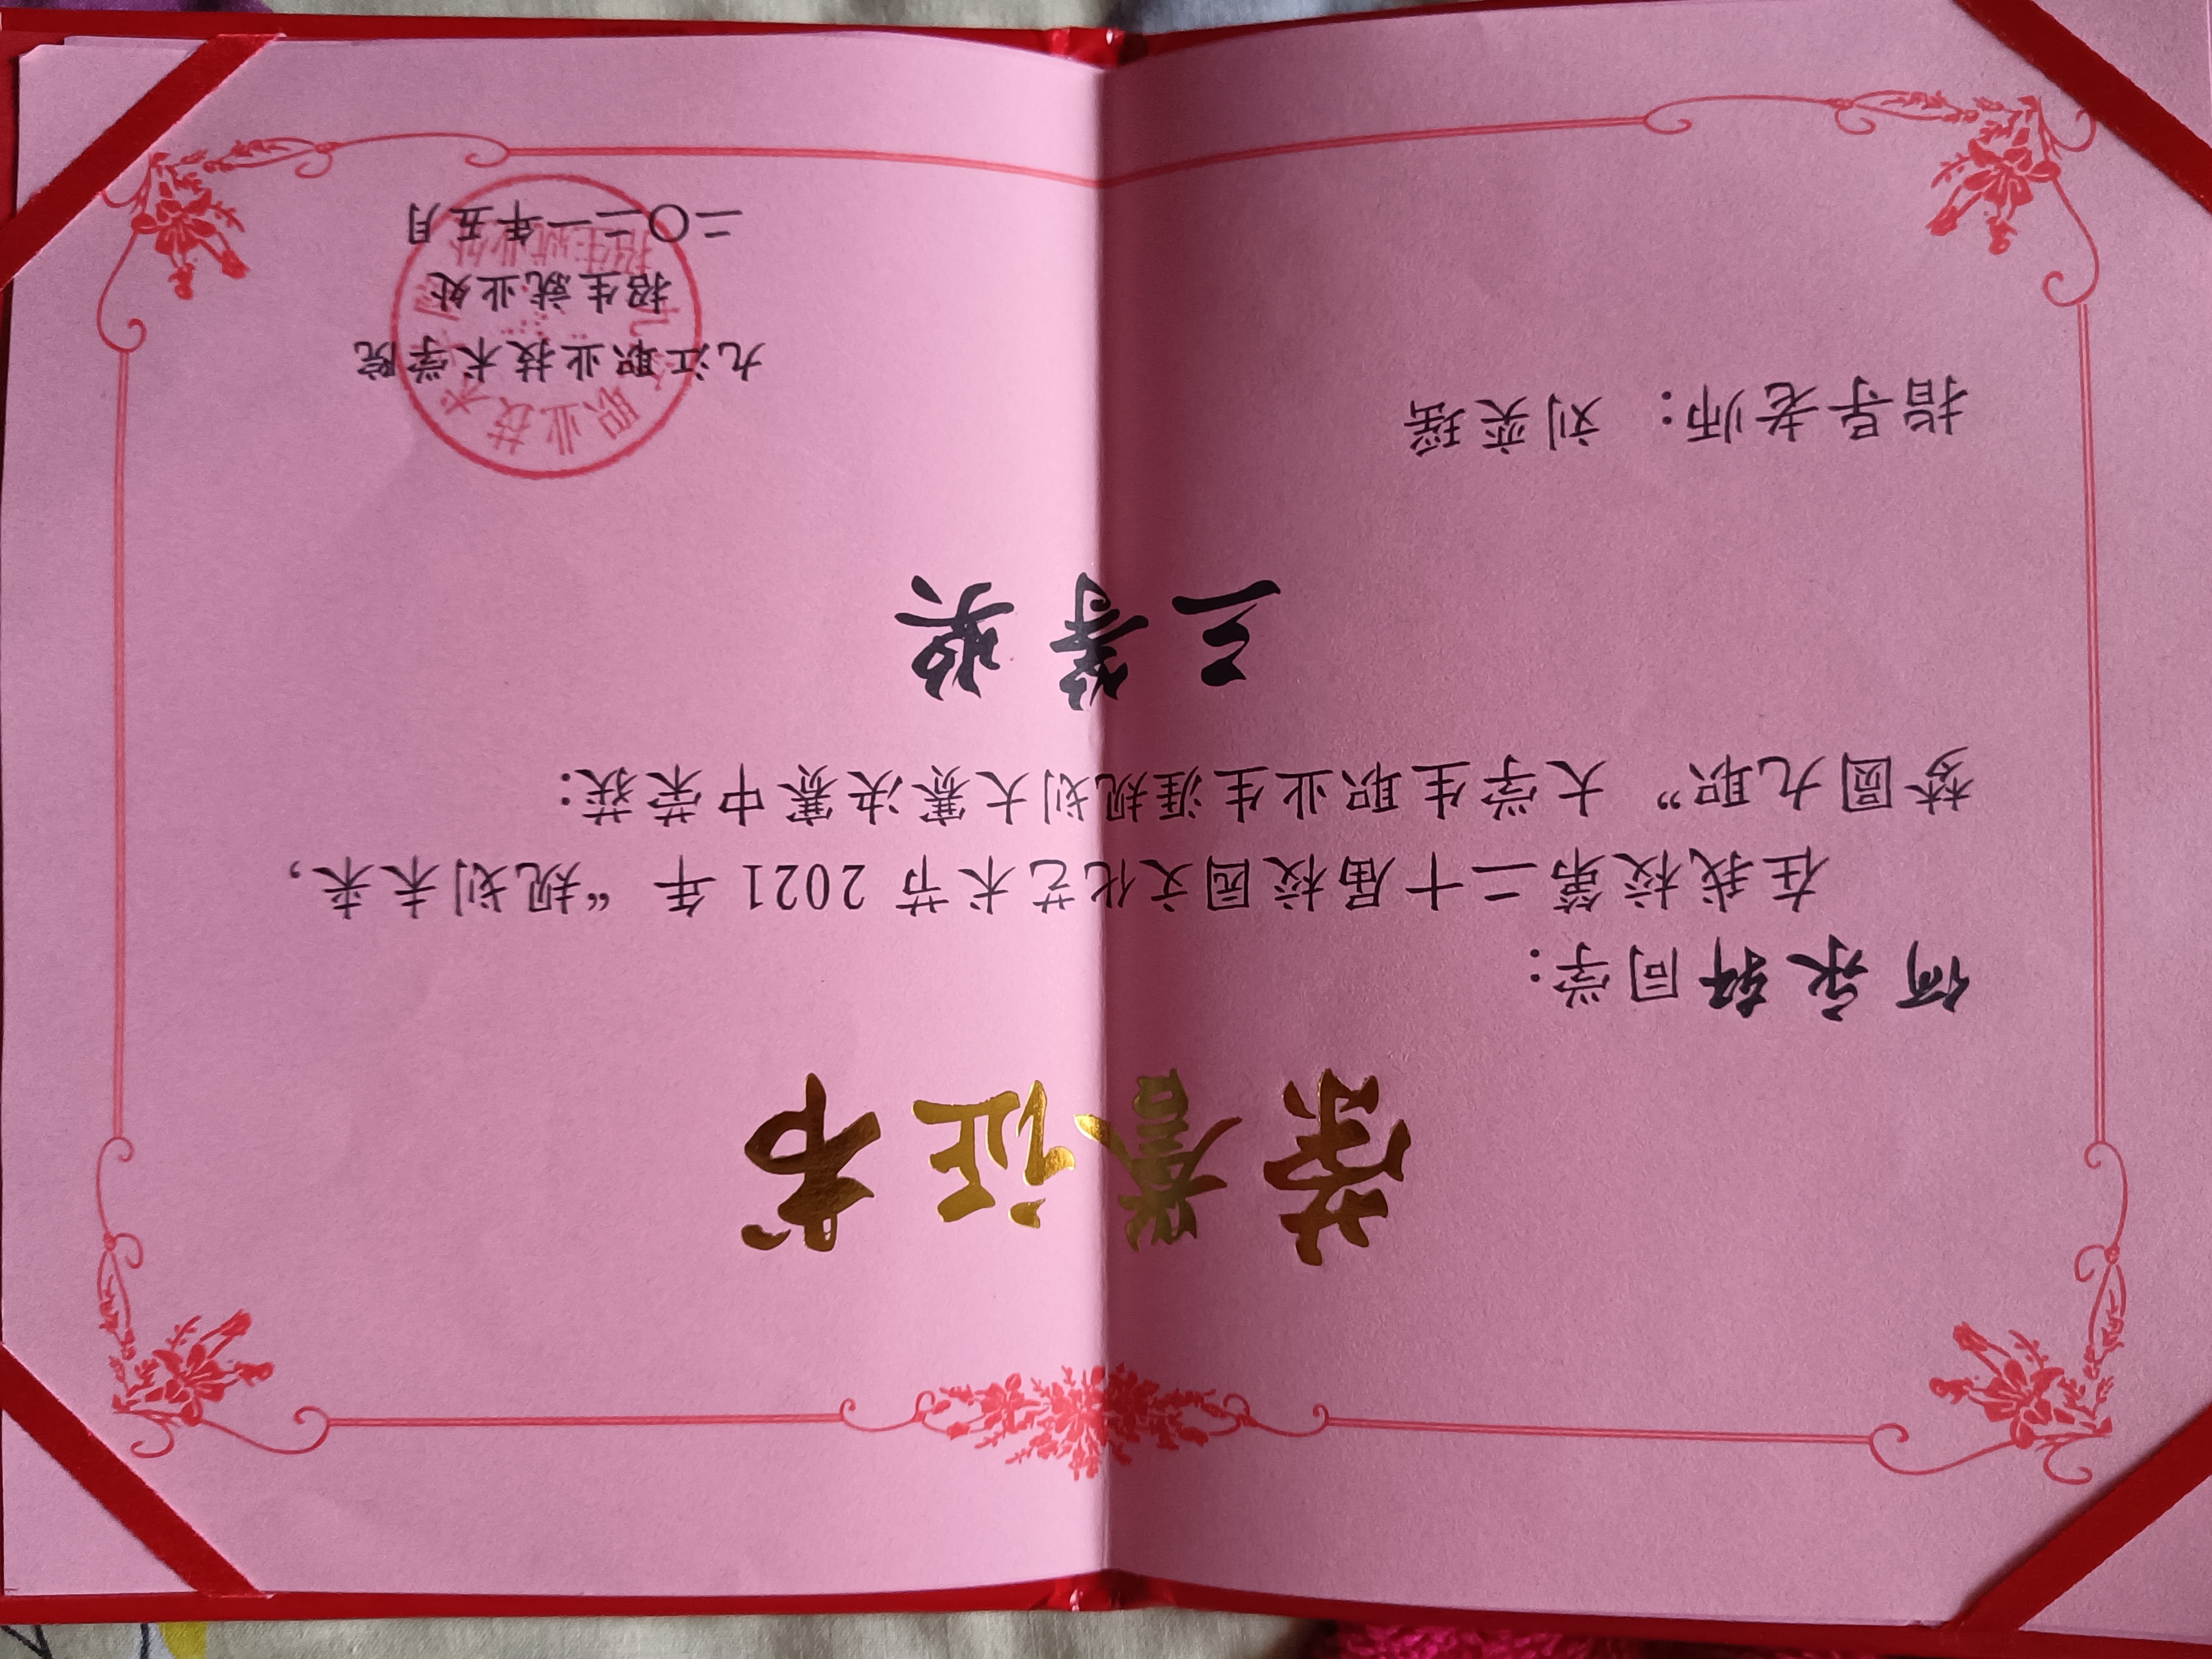 荣誉证书
何永轩同学：
在我校第二十届校园文化艺术节 2021 年“规划未来，
梦圆九职”大学生职业生涯规划大赛决赛中荣获：
三等奖
指导老师： 刘奕瑶
九江职业技术学院
招生就业处
二〇二一年五月
九江职业技术学院
招生就业处